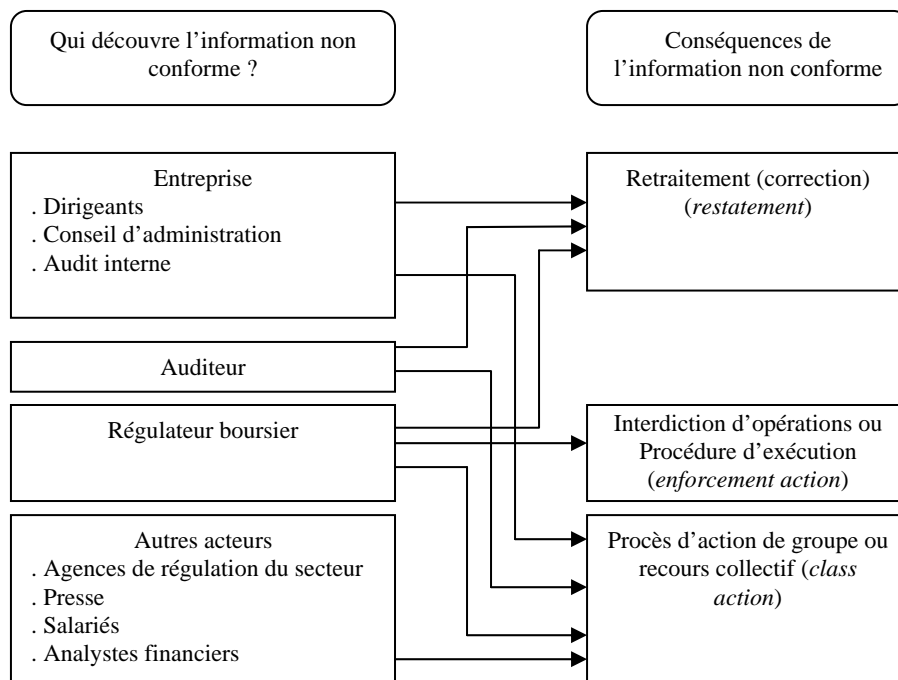 Qui découvre l’information non
conforme ?
Conséquences de
l’information non conforme
Entreprise
. Dirigeants
. Conseil d’administration
. Audit interne
Retraitement (correction)
(restatement)
Auditeur
Régulateur boursier
Interdiction d’opérations ou
Procédure d’exécution
(enforcement action)
Autres acteurs
. Agences de régulation du secteur
. Presse
. Salariés
. Analystes financiers
Procès d’action de groupe ou
recours collectif (class
action)